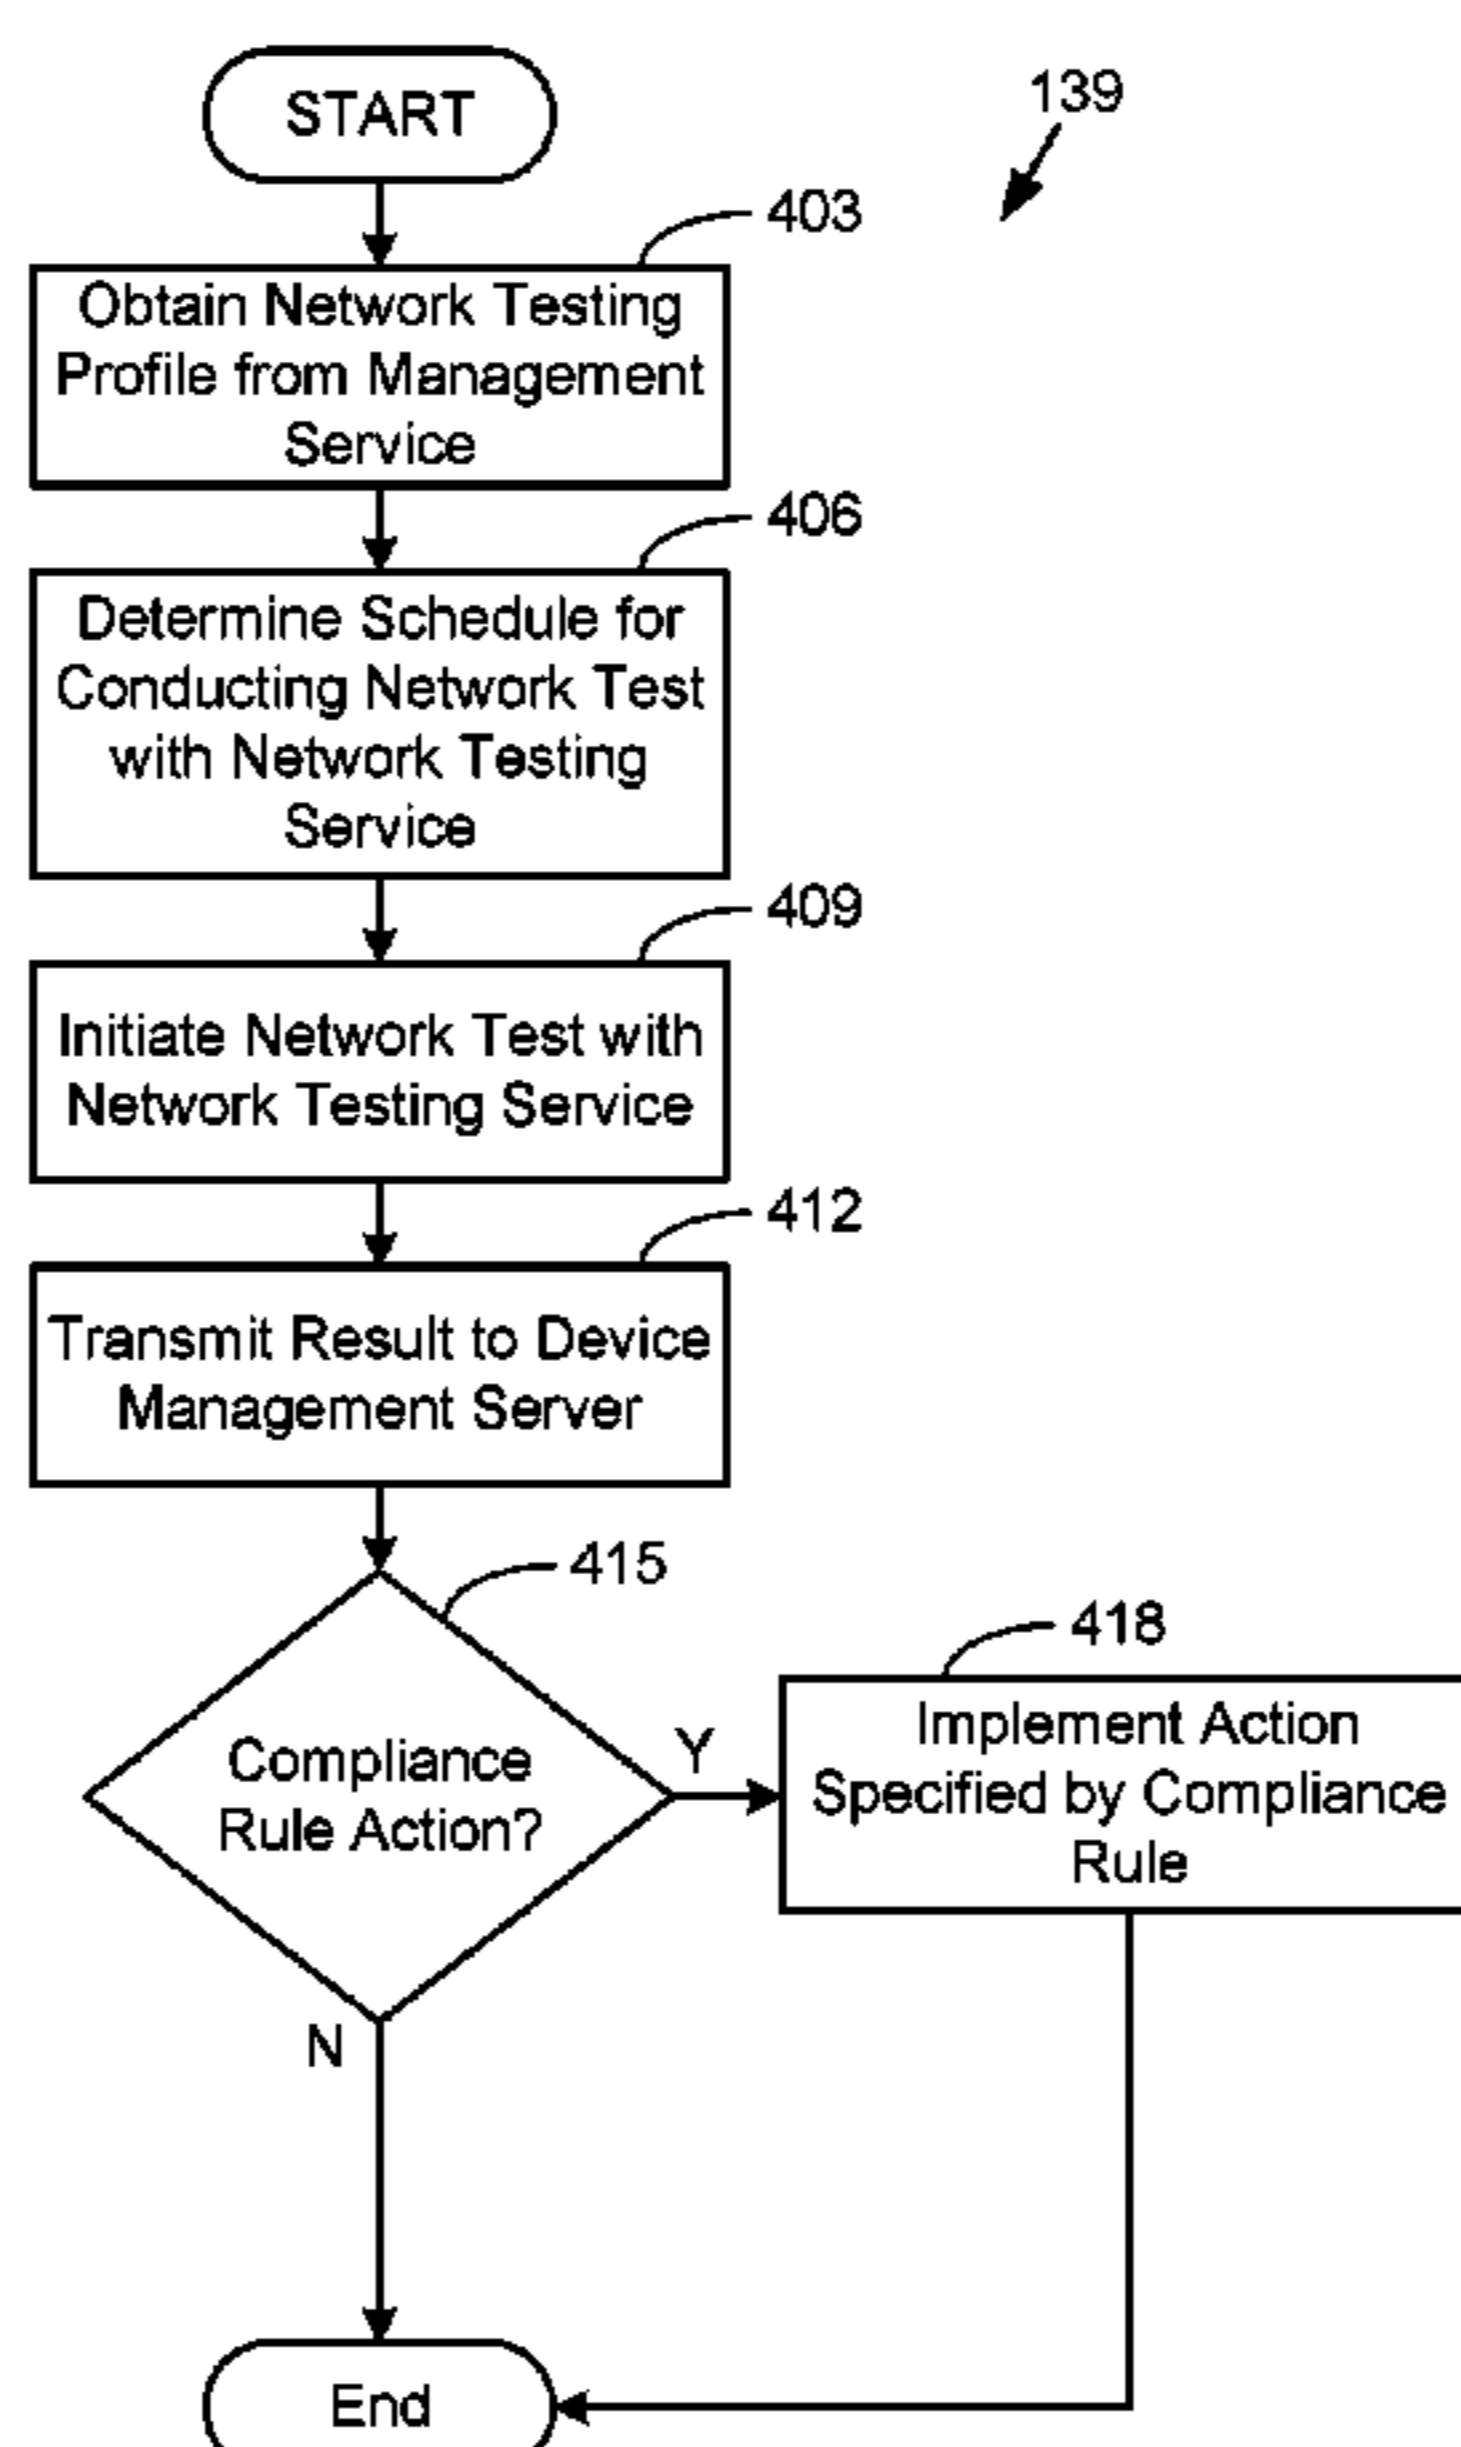 START
139
403
Obtain Network Testing
Profile from Management
Service
406
Determine Schedule for
Conducting Network Test
with Network Testing
Service
409
Initiate Network Test with
Network Testing Service
412
Transmit Result to Device
Management Server
415
Compliance
Rule Action?
Y
N
418
Implement Action
Specified by Compliance
Rule
End